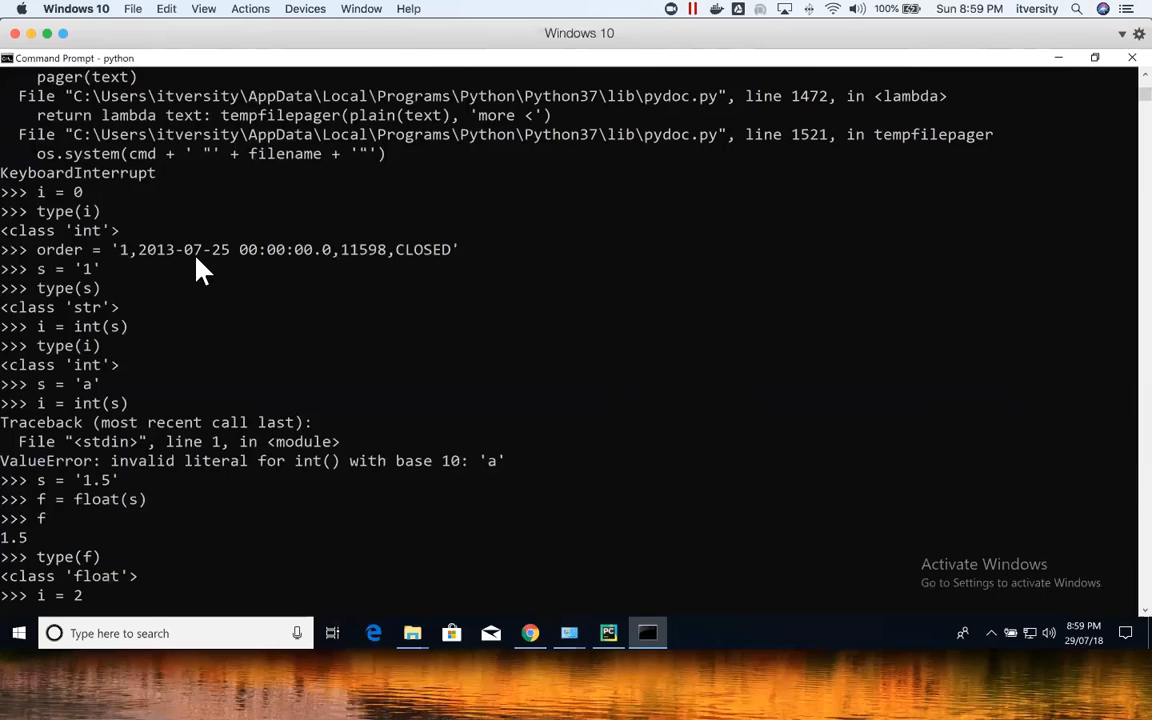 Windows 10 File Edit View Actions Devices Window Help 100% Sun 8:59 PM itversity
Windows 10
Command Prompt - python
pager(text)
File "C:\Users\itversity\AppData\Local\Programs\Python\Python37\lib\pydoc.py", line 1472, in <lambda>
return lambda text: tempfilepager(plain(text), 'more <')
File "C:\Users\itversity\AppData\Local\Programs\Python\Python37\lib\pydoc.py", line 1521, in tempfilepager
os.system(cmd + ' "' + filename + '"')
KeyboardInterrupt
>>> i = 0
>>> type(i)
<class 'int'>
>>> order = '1,2013-07-25 00:00:00.0,11598,CLOSED'
>>> s = '1'
>>> type(s)
<class 'str'>
>>> i = int(s)
>>> type(i)
<class 'int'>
>>> s = 'a'
>>> i = int(s)
Traceback (most recent call last):
File "<stdin>", line 1, in <module>
ValueError: invalid literal for int() with base 10: 'a'
>>> s = '1.5'
>>> f = float(s)
>>> f
1.5
>>> type(f)
<class 'float'>
>>> i = 2
Activate Windows
Go to Settings to activate Windows.
Type here to search
PC
8:59 PM
29/07/18